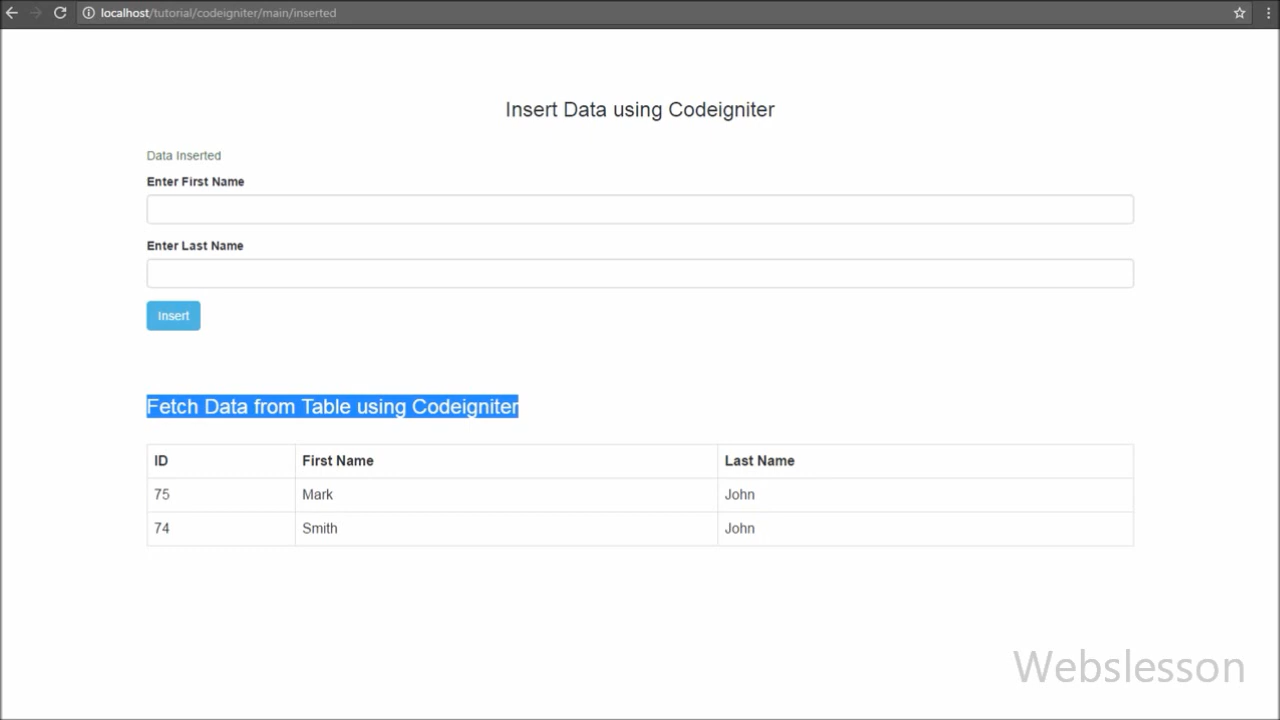 localhost/tutorial/codeigniter/main/inserted
Insert Data using Codeigniter
Data Inserted
Enter First Name
Enter Last Name
Insert
Fetch Data from Table using Codeigniter
ID First Name Last Name
75 Mark John
74 Smith John
Webslesson